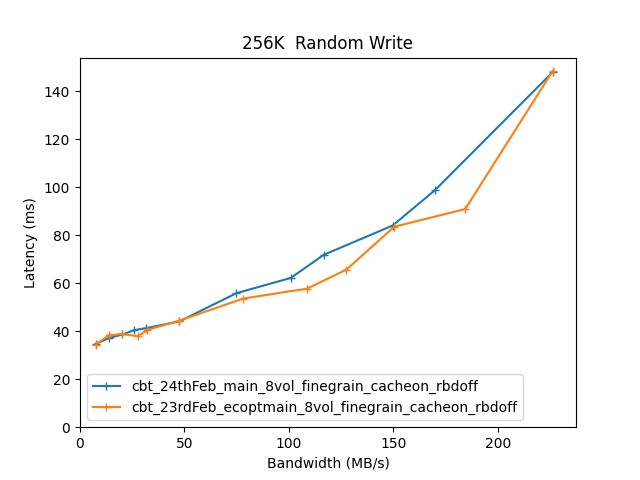 256K  Random Write
Latency (ms)
140
120
100
80
60
40
20
0
cbt_24thFeb_main_8vol_finegrain_cacheon_rbdoff
cbt_23rdFeb_ecoptmain_8vol_finegrain_cacheon_rbdoff
0 50 100 150 200
Bandwidth (MB/s)